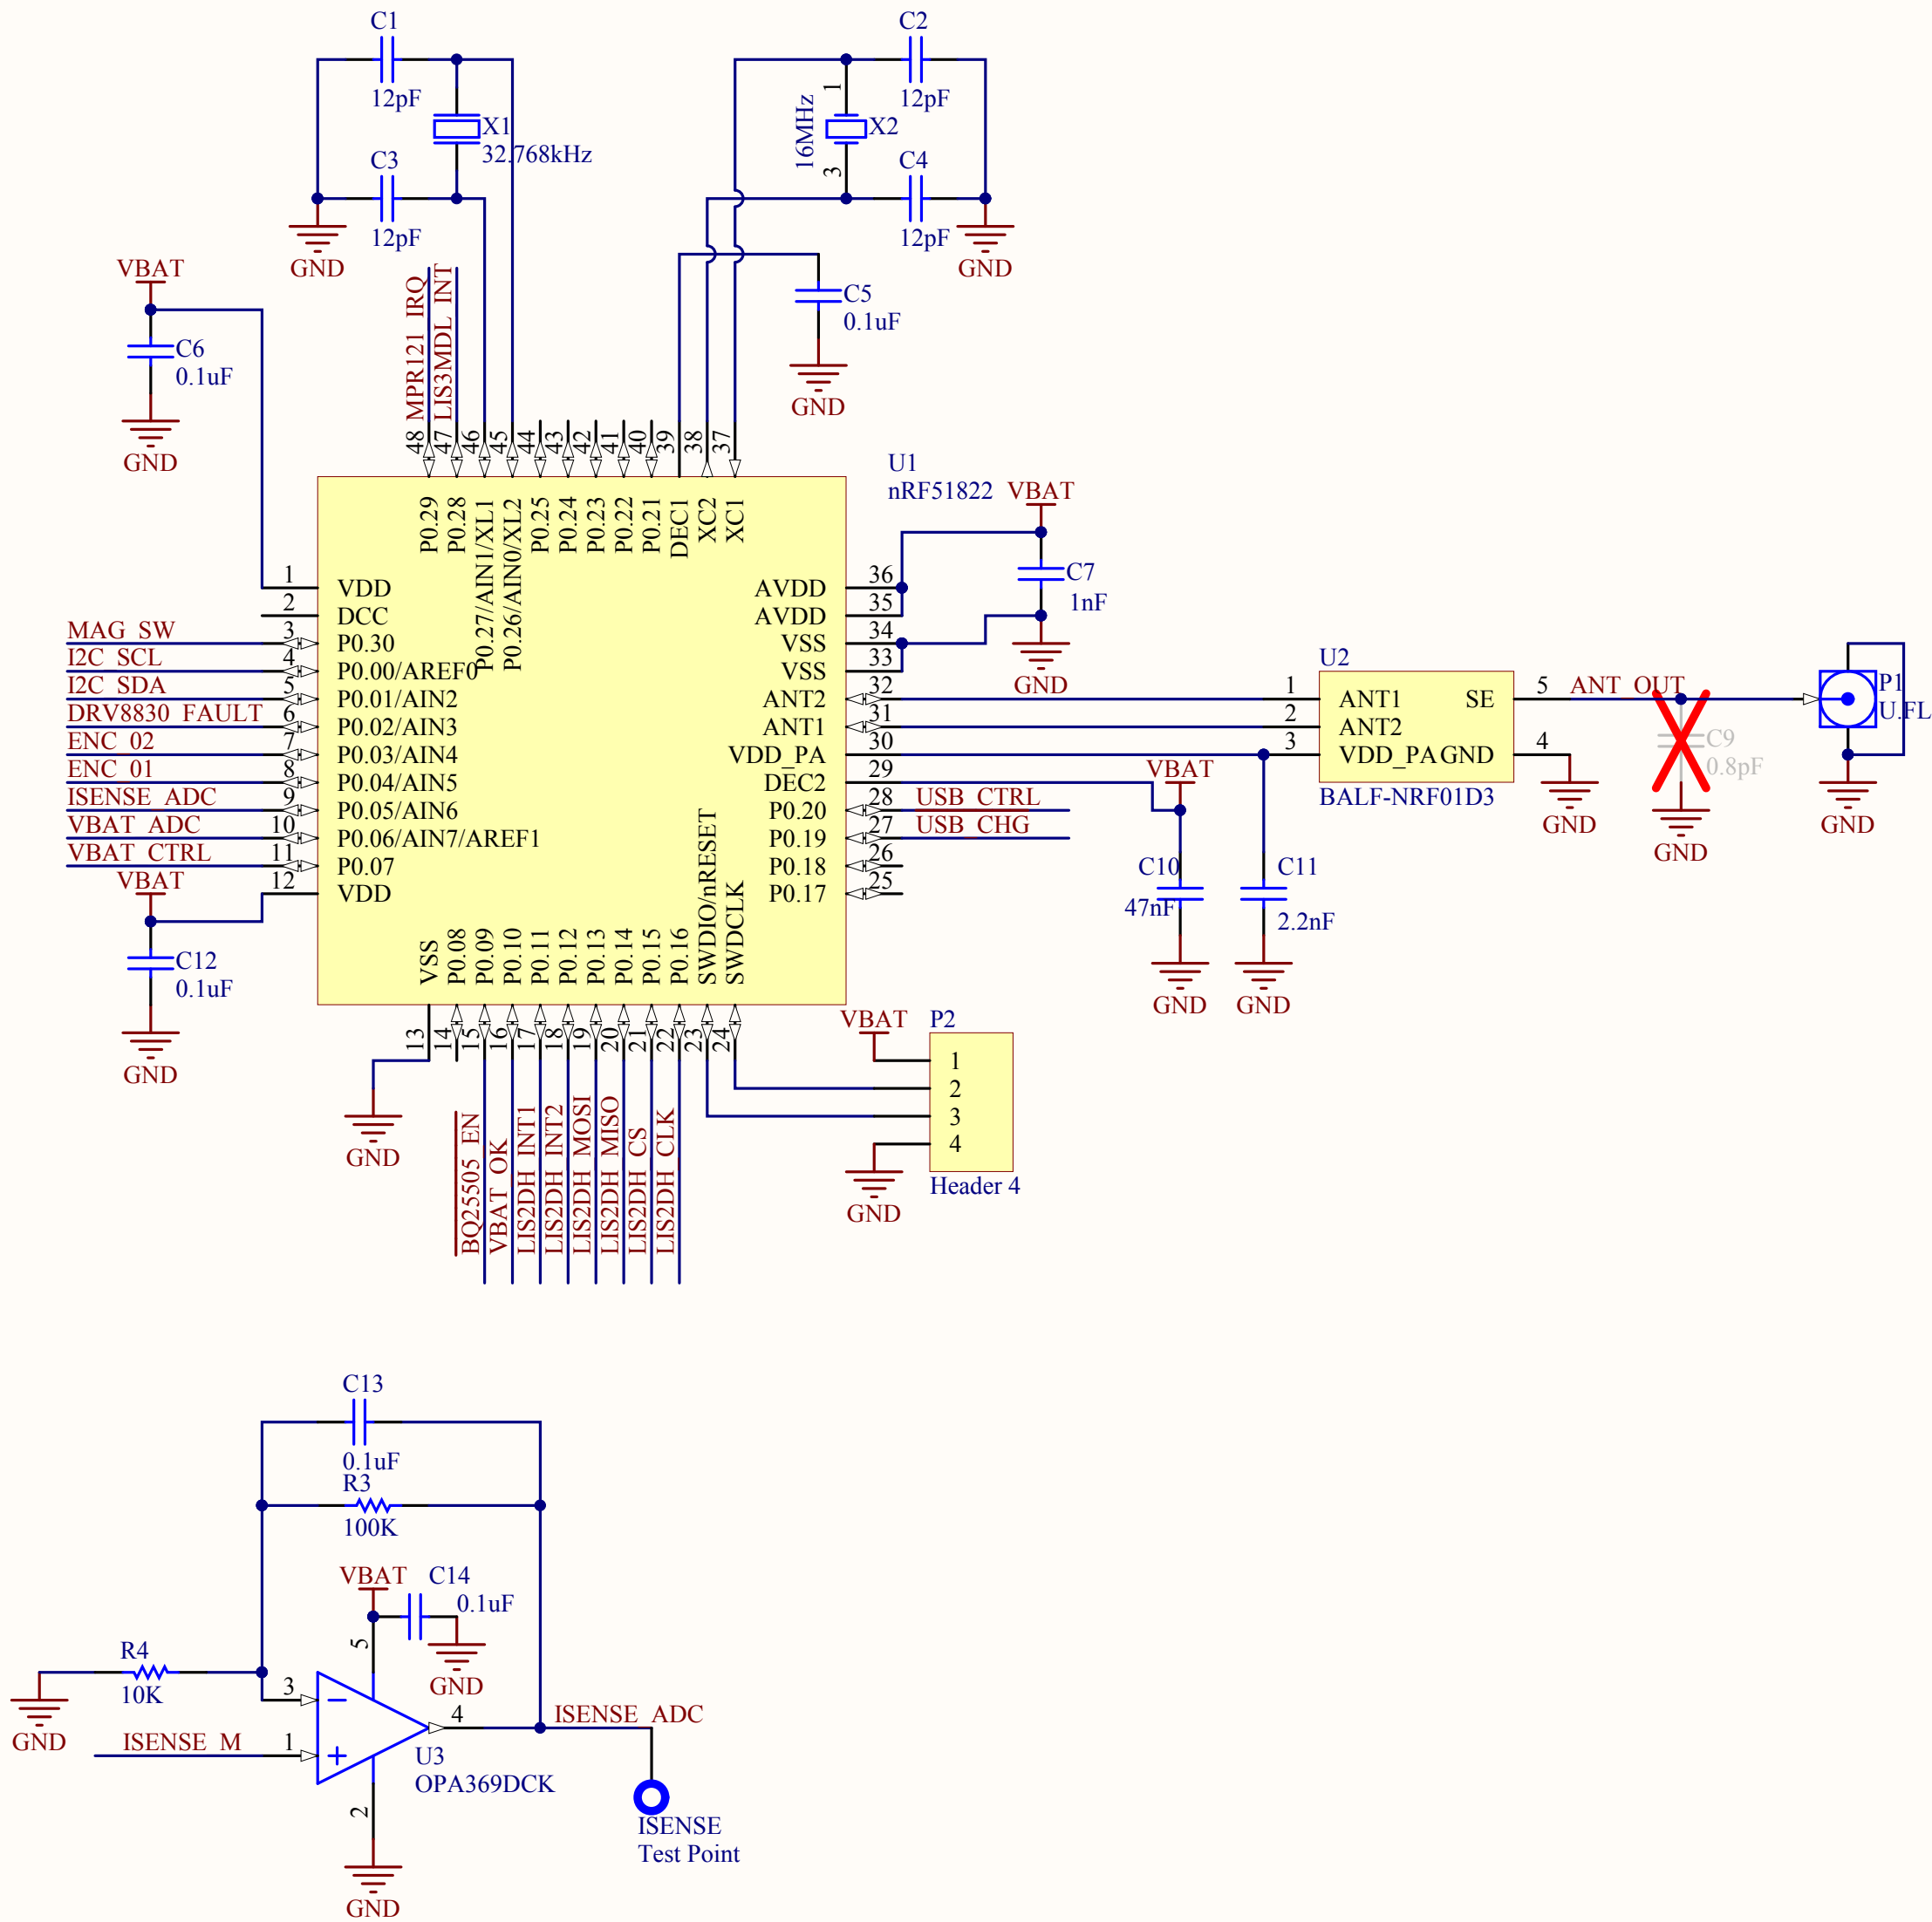 C1
12pF
X1
32.768kHz
C3
12pF
GND
C2
12pF
1
16MHz
X2
3
C4
12pF
GND
C5
0.1uF
GND
VBAT
C6
0.1uF
GND
MPR121_IRQ
LIS3MDL_INT
48
47
46
45
44
43
42
41
40
39
38
37
U1
nRF51822
P0.29
P0.28
P0.27/AIN1/XL1
P0.26/AIN0/XL2
P0.25
P0.24
P0.23
P0.22
P0.21
DEC1
XC2
XC1
1 VDD
2 DCC
MAG_SW 3 P0.30
I2C_SCL 4 P0.00/AREF0
I2C_SDA 5 P0.01/AIN2
DRV8830_FAULT 6 P0.02/AIN3
ENC_02 7 P0.03/AIN4
ENC_01 8 P0.04/AIN5
ISENSE_ADC 9 P0.05/AIN6
VBAT_ADC 10 P0.06/AIN7/AREF1
VBAT_CTRL 11 P0.07
VBAT 12 VDD
C12
0.1uF
GND
AVDD 36
AVDD 35
VSS 34
VSS 33
ANT2 32
ANT1 31
VDD_PA 30
DEC2 29
P0.20 28 USB_CTRL
P0.19 27 USB_CHG
P0.18 26
P0.17 25
VBAT
C7
1nF
GND
U2
1 ANT1 SE 5
2 ANT2
3 VDD_PA GND 4
BALF-NRF01D3
GND
ANT_OUT
C9
0.8pF
GND
P1
U.FL
GND
VBAT
C10
47nF
GND
C11
2.2nF
GND
VSS
P0.08
P0.09
P0.10
P0.11
P0.12
P0.13
P0.14
P0.15
P0.16
SWDIO/nRESET
SWDCLK
13
14
15
16
17
18
19
20
21
22
23
24
GND
BQ25505_EN
VBAT_OK
LIS2DH_INT1
LIS2DH_INT2
LIS2DH_MOSI
LIS2DH_MISO
LIS2DH_CS
LIS2DH_CLK
VBAT
P2
1
2
3
4
Header 4
GND
C13
0.1uF
R3
100K
VBAT
C14
0.1uF
GND
5
R4
10K
GND
3
ISENSE_M 1
4
ISENSE_ADC
U3
OPA369DCK
2
GND
ISENSE
Test Point